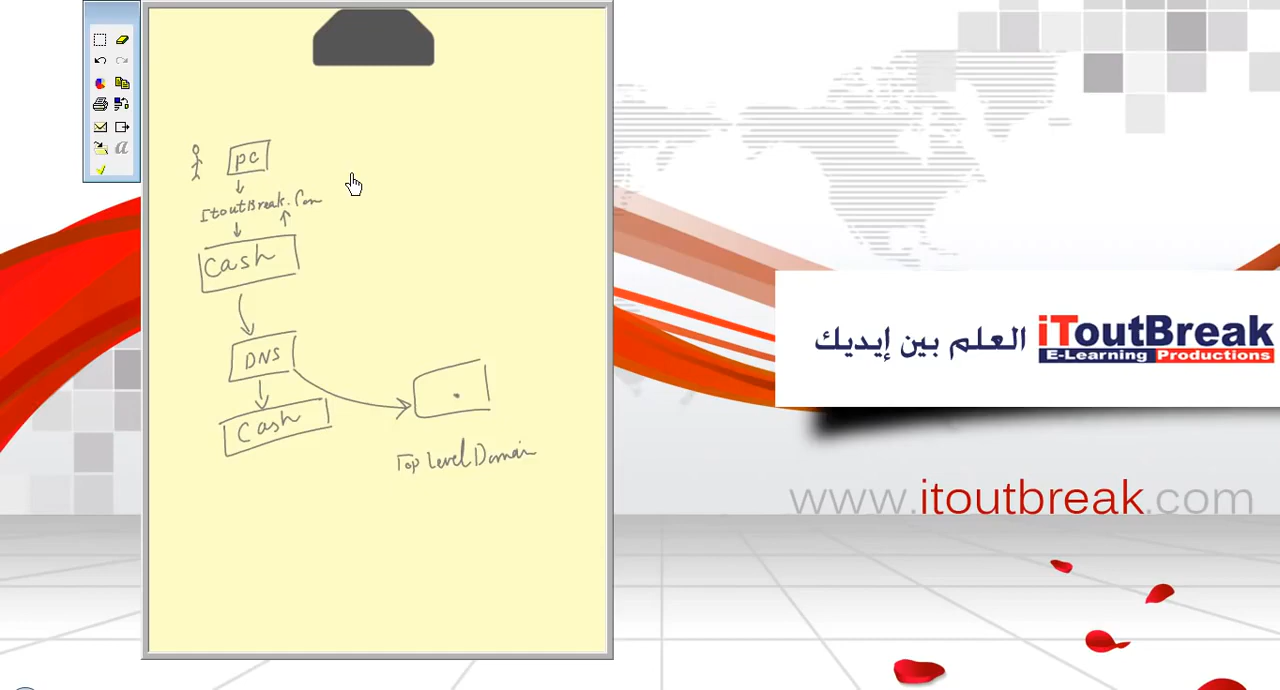 pc
ItoutBreak.Com
Cash
DNS
Cash
Top Level Domain
العلم بين إيديك
iToutBreak
E-Learning Productions
www.itoutbreak.com